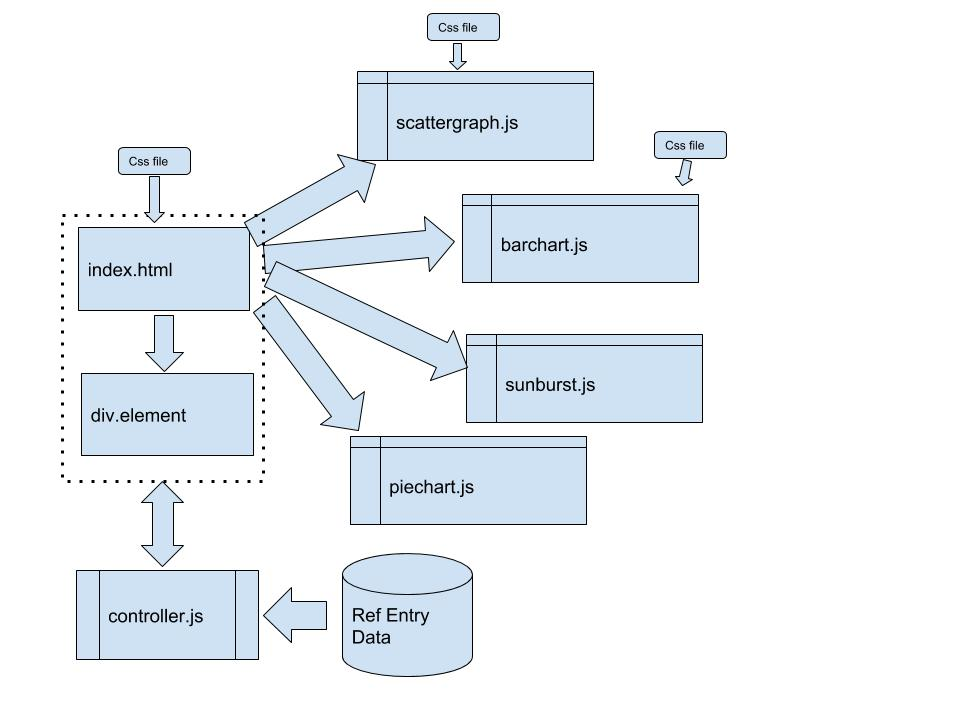 Css file
scattergraph.js
Css file
barchart.js
Css file
index.html
sunburst.js
div.element
piechart.js
controller.js
Ref Entry
Data